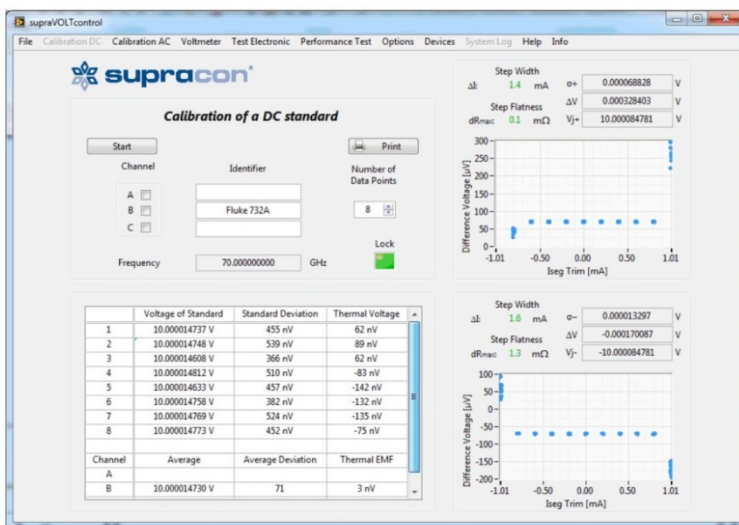 supraVOLTcontrol
File Calibration DC Calibration AC Voltmeter Test Electronic Performance Test Options Devices System Log Help Info
supracon
Calibration of a DC standard
Start
Print
Channel
Identifier
Number of
Data Points
A
B Fluke 732A 8
C
Lock
Frequency 70.000000000 GHz
Step Width
ΔI: 1.4 mA
Step Flatness
dRmax: 0.1 mΩ
σ+ 0.000068828 V
ΔV 0.000328403 V
Vj+ 10.000084781 V
Difference Voltage [µV]
300
250
200
150
100
50
0
-1.01 -0.50 0.00 0.50 1.01
Iseg Trim [mA]
Voltage of Standard Standard Deviation Thermal Voltage
1 10.000014737 V 455 nV 62 nV
2 10.000014748 V 539 nV 89 nV
3 10.000014608 V 366 nV 62 nV
4 10.000014812 V 510 nV -83 nV
5 10.000014633 V 457 nV -142 nV
6 10.000014758 V 382 nV -132 nV
7 10.000014769 V 524 nV -135 nV
8 10.000014773 V 452 nV -75 nV
Channel Average Average Deviation Thermal EMF
A
B 10.000014730 V 71 3 nV
Step Width
ΔI: 1.6 mA
Step Flatness
dRmax: 1.3 mΩ
σ− 0.000013297 V
ΔV -0.000170087 V
Vj- -10.000084781 V
Difference Voltage [µV]
100
50
0
-50
-100
-150
-200
-1.01 -0.50 0.00 0.50 1.01
Iseg Trim [mA]